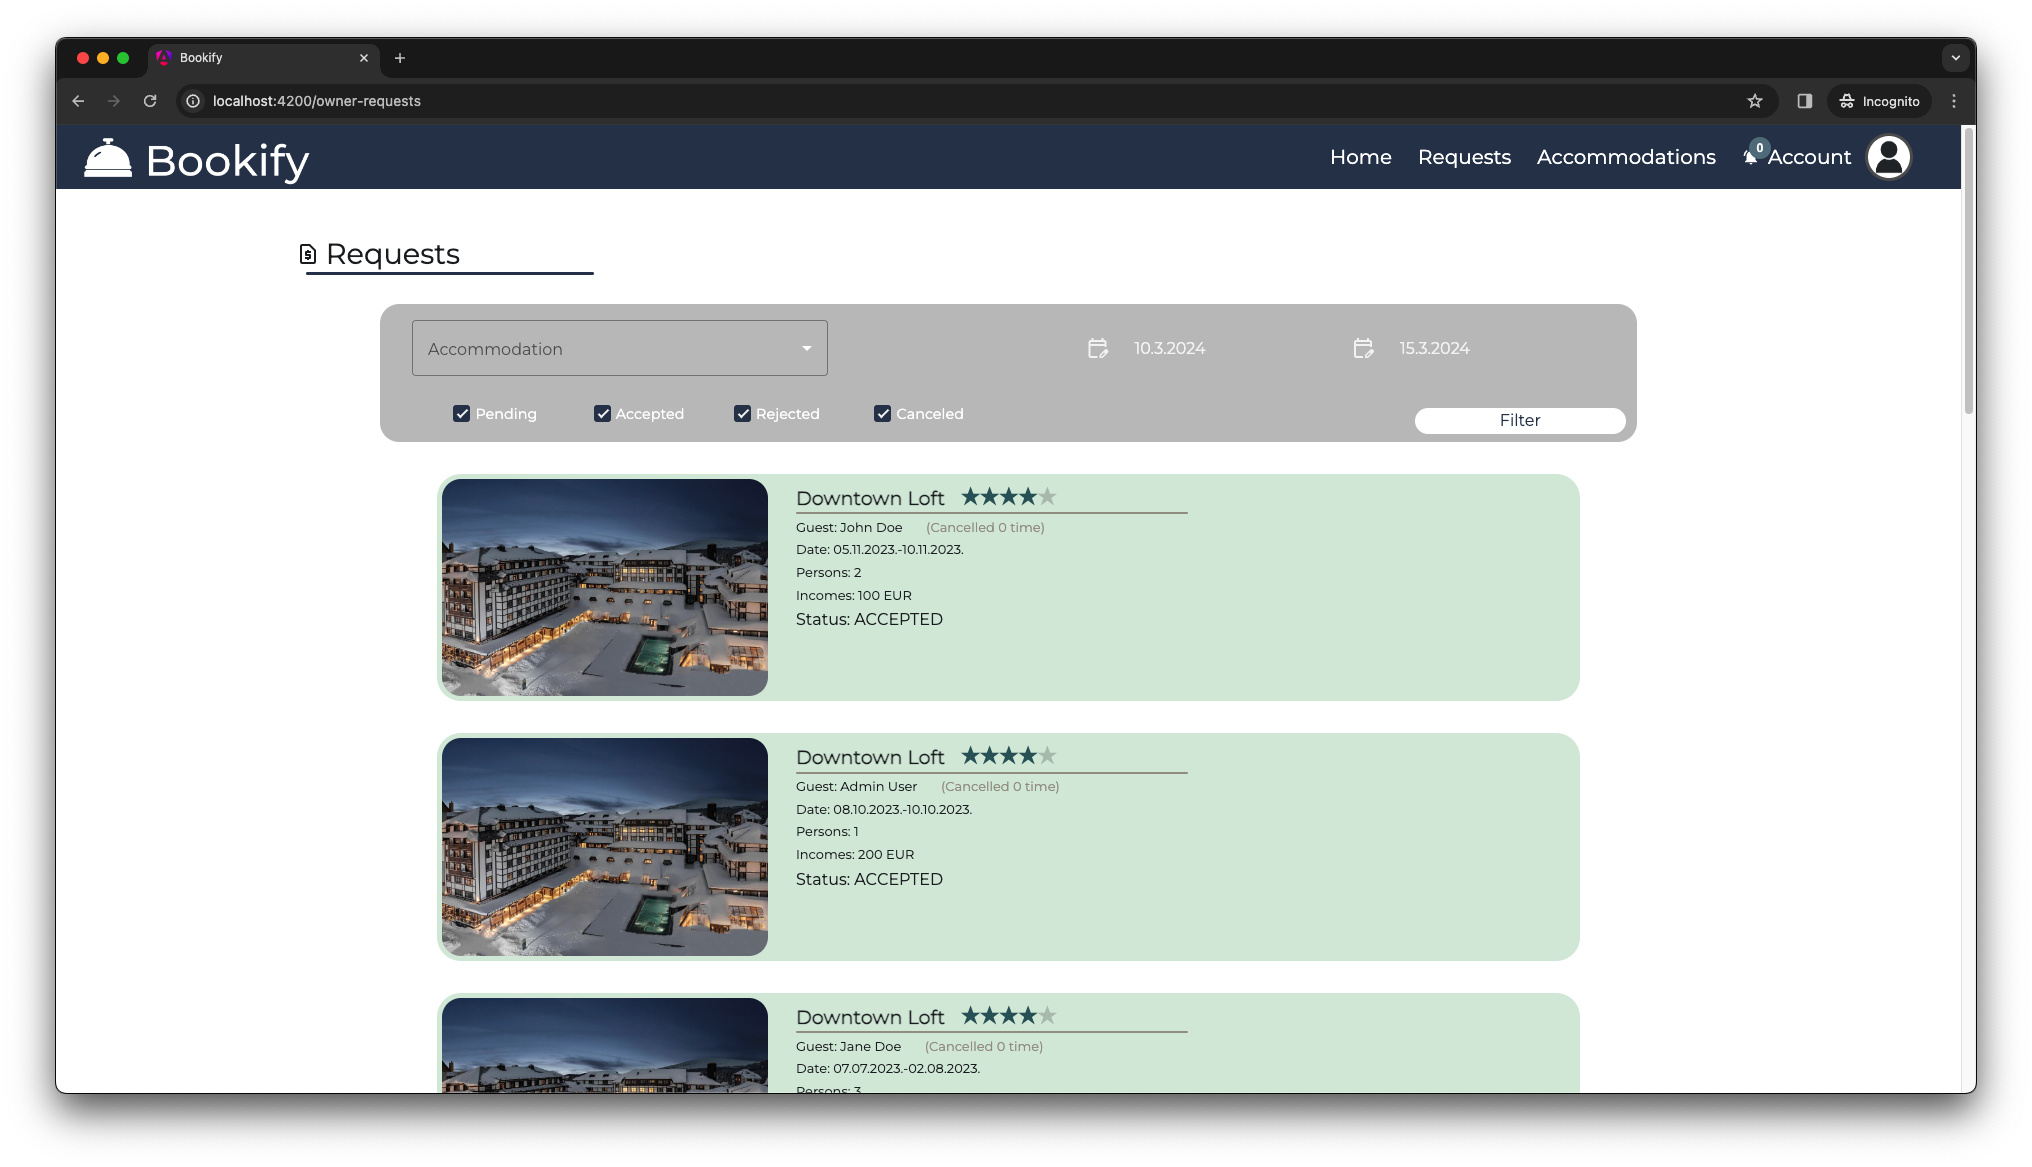 Bookify
localhost:4200/owner-requests
Incognito
Bookify
Home Requests Accommodations 0 Account
Requests
Accommodation
10.3.2024
15.3.2024
Pending Accepted Rejected Canceled
Filter
Downtown Loft
Guest: John Doe (Cancelled 0 time)
Date: 05.11.2023.-10.11.2023.
Persons: 2
Incomes: 100 EUR
Status: ACCEPTED
Downtown Loft
Guest: Admin User (Cancelled 0 time)
Date: 08.10.2023.-10.10.2023.
Persons: 1
Incomes: 200 EUR
Status: ACCEPTED
Downtown Loft
Guest: Jane Doe (Cancelled 0 time)
Date: 07.07.2023.-02.08.2023.
Persons: 3